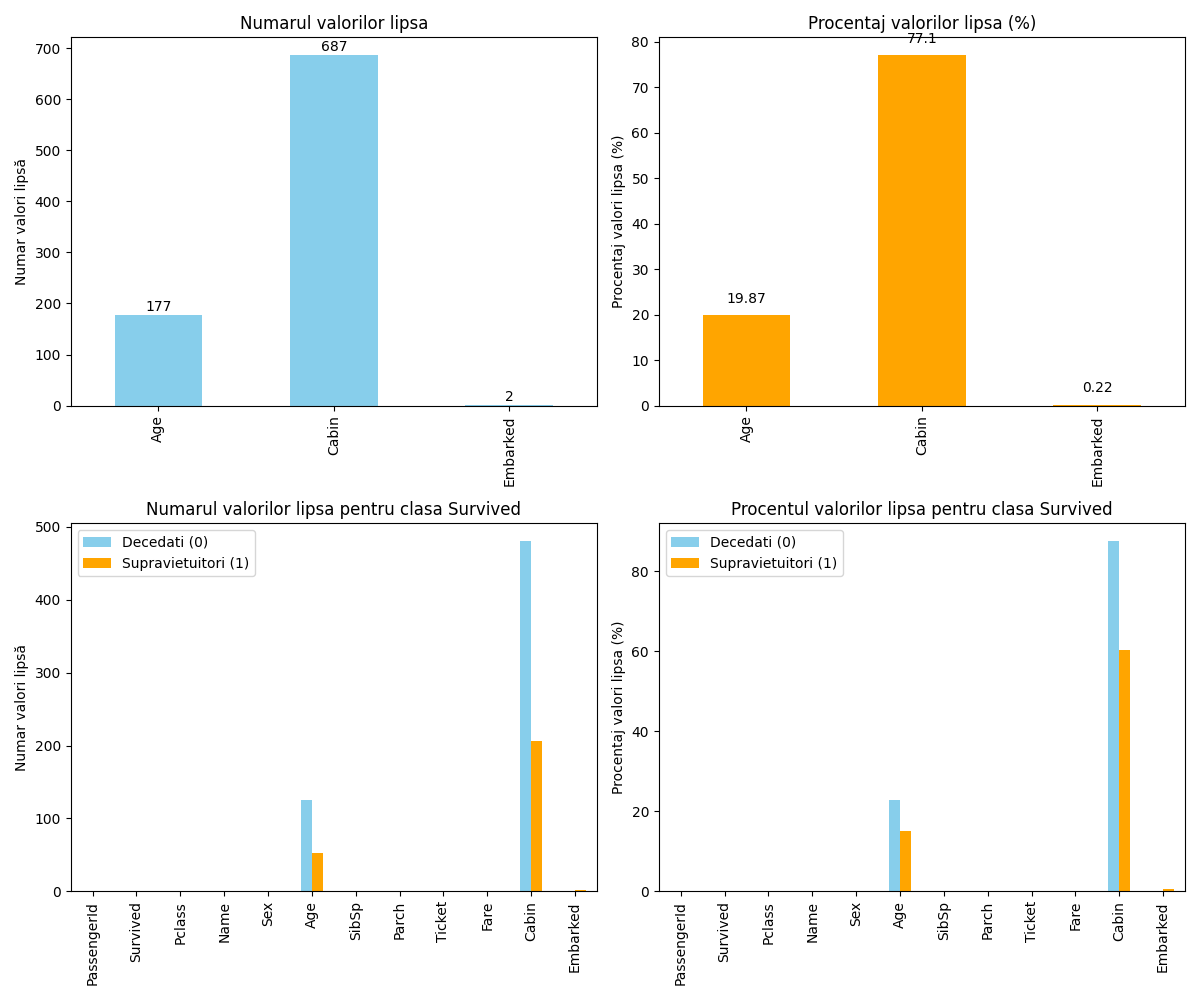 Numarul valorilor lipsa
Numar valori lipsă
700
600
500
400
300
200
100
0
177
687
2
Age
Cabin
Embarked
Procentaj valorilor lipsa (%)
Procentaj valori lipsa (%)
80
70
60
50
40
30
20
10
0
19.87
77.1
0.22
Age
Cabin
Embarked
Numarul valorilor lipsa pentru clasa Survived
Numar valori lipsă
500
400
300
200
100
0
Decedati (0)
Supravietuitori (1)
PassengerId
Survived
Pclass
Name
Sex
Age
SibSp
Parch
Ticket
Fare
Cabin
Embarked
Procentul valorilor lipsa pentru clasa Survived
Procentaj valori lipsa (%)
80
60
40
20
0
Decedati (0)
Supravietuitori (1)
PassengerId
Survived
Pclass
Name
Sex
Age
SibSp
Parch
Ticket
Fare
Cabin
Embarked